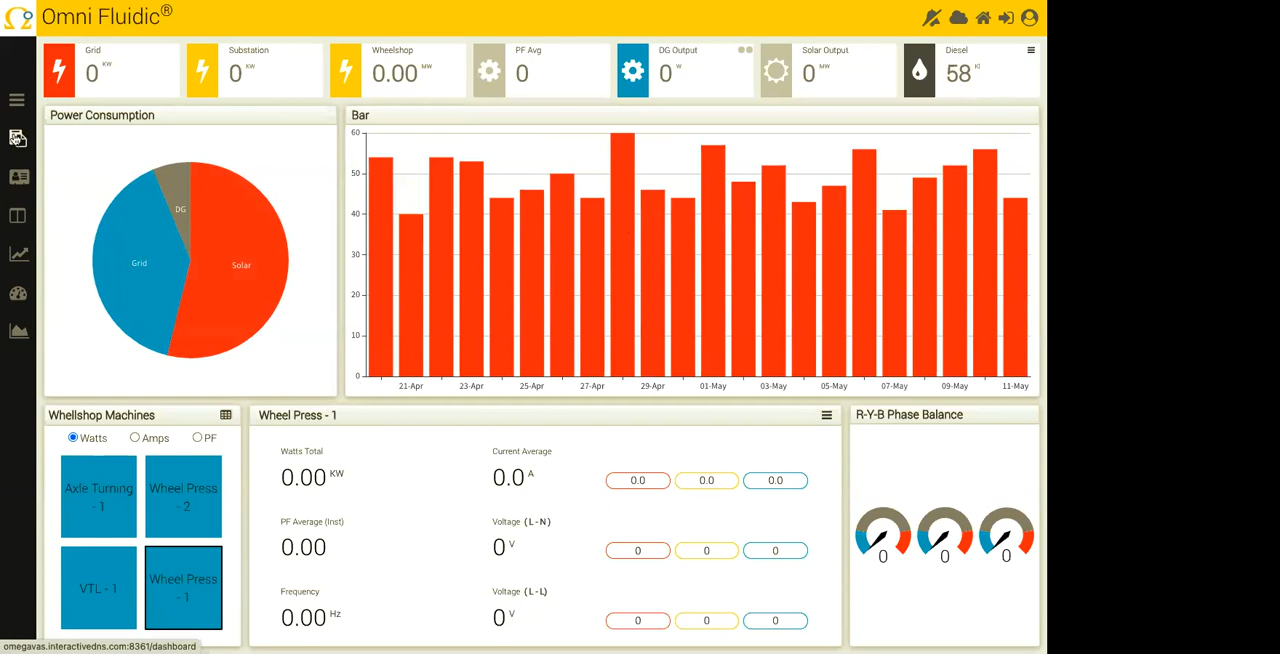 Omni Fluidic®
Grid
0 KW
Substation
0 KW
Wheelshop
0.00 MW
PF Avg
0
DG Output
0 W
Solar Output
0 MW
Diesel
58 Kl
Power Consumption
DG
Grid
Solar
Bar
60
50
40
30
20
10
0
21-Apr 23-Apr 25-Apr 27-Apr 29-Apr 01-May 03-May 05-May 07-May 09-May 11-May
Whellshop Machines
Watts Amps PF
Axle Turning
- 1
Wheel Press
- 2
VTL - 1
Wheel Press
- 1
Wheel Press - 1
Watts Total
0.00 KW
Current Average
0.0 A
0.0 0.0 0.0
PF Average (Inst)
0.00
Voltage (L-N)
0 V
0 0 0
Frequency
0.00 Hz
Voltage (L-L)
0 V
0 0 0
R-Y-B Phase Balance
0 0 0
omegavas.interactivedns.com:8361/dashboard